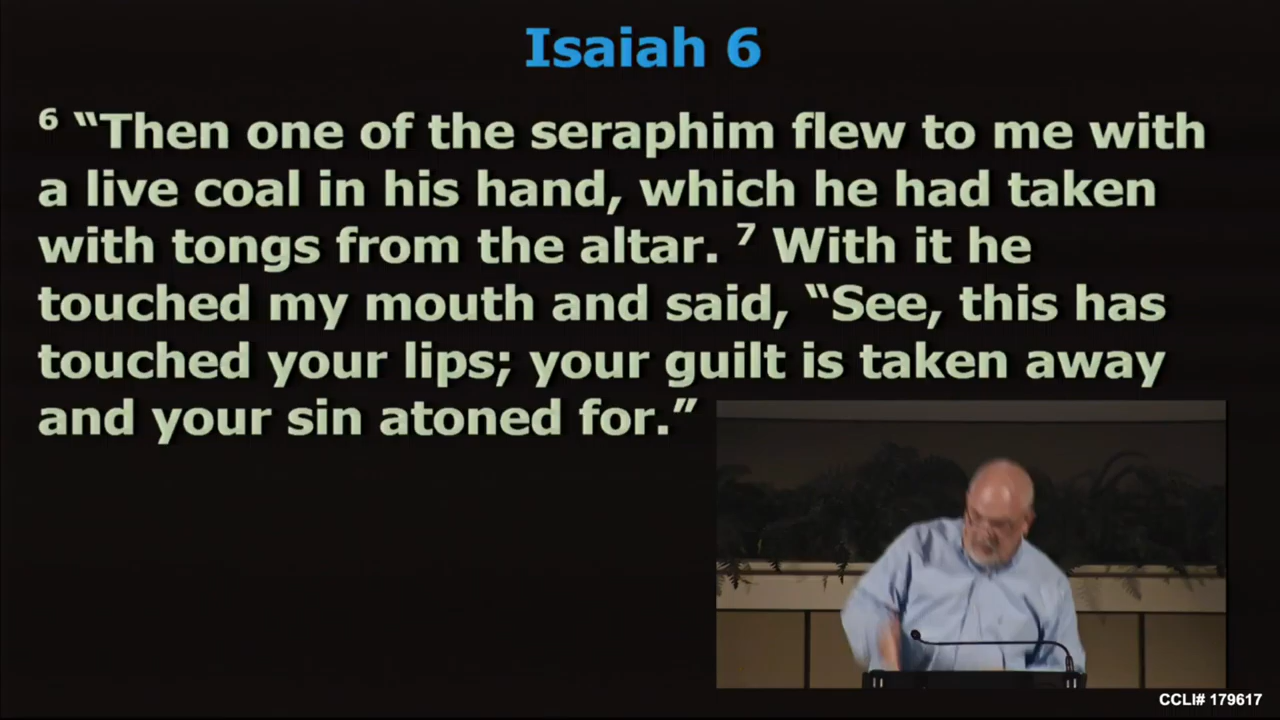 Isaiah 6
6 “Then one of the seraphim flew to me with
a live coal in his hand, which he had taken
with tongs from the altar. 7 With it he
touched my mouth and said, “See, this has
touched your lips; your guilt is taken away
and your sin atoned for.”
CCLI# 179617